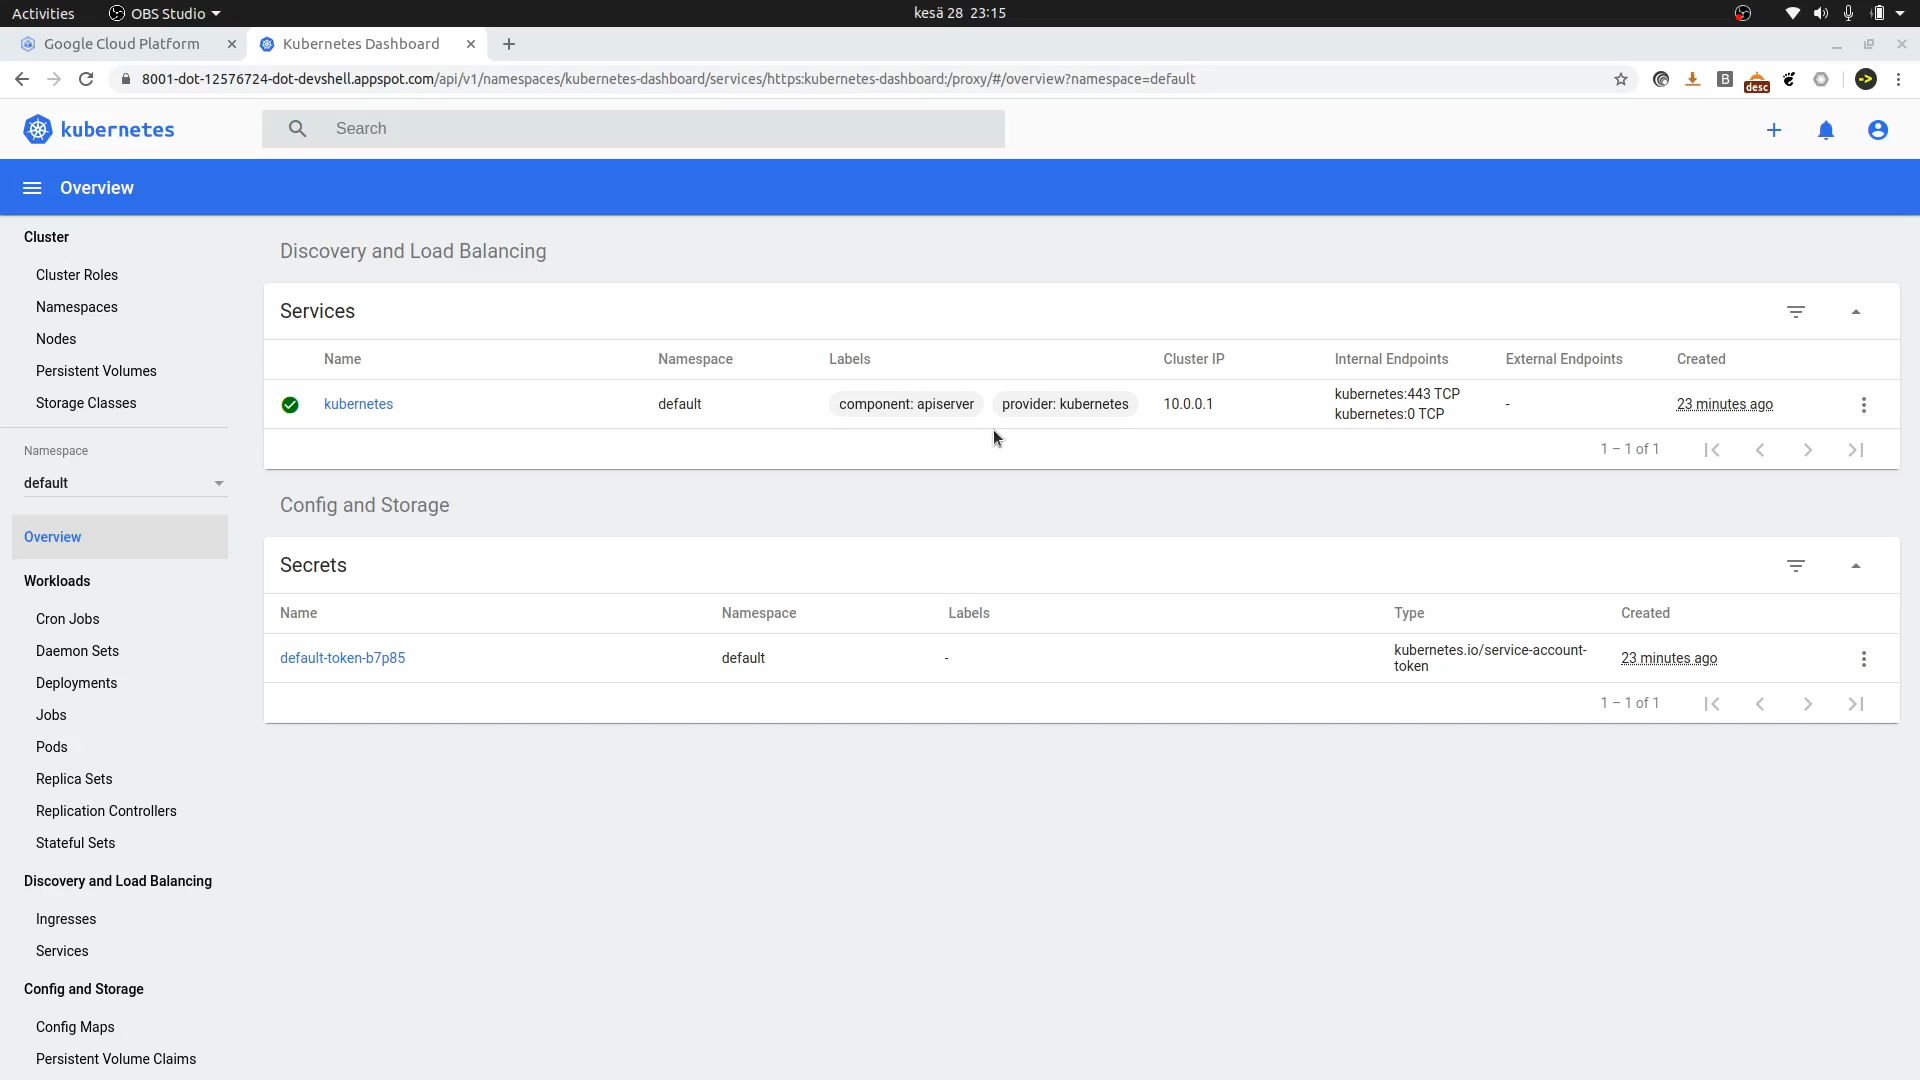 Activities OBS Studio kesä 28 23:15
Google Cloud Platform Kubernetes Dashboard
8001-dot-12576724-dot-devshell.appspot.com/api/v1/namespaces/kubernetes-dashboard/services/https:kubernetes-dashboard:/proxy/#/overview?namespace=default
B
desc
kubernetes
Search
Overview
Cluster
Cluster Roles
Namespaces
Nodes
Persistent Volumes
Storage Classes
Namespace
default
Overview
Workloads
Cron Jobs
Daemon Sets
Deployments
Jobs
Pods
Replica Sets
Replication Controllers
Stateful Sets
Discovery and Load Balancing
Ingresses
Services
Config and Storage
Config Maps
Persistent Volume Claims
Discovery and Load Balancing
Services
Name Namespace Labels Cluster IP Internal Endpoints External Endpoints Created
kubernetes default component: apiserver provider: kubernetes 10.0.0.1 kubernetes:443 TCP - 23 minutes ago
kubernetes:0 TCP
1 – 1 of 1
Config and Storage
Secrets
Name Namespace Labels Type Created
default-token-b7p85 default - kubernetes.io/service-account- 23 minutes ago
token
1 – 1 of 1